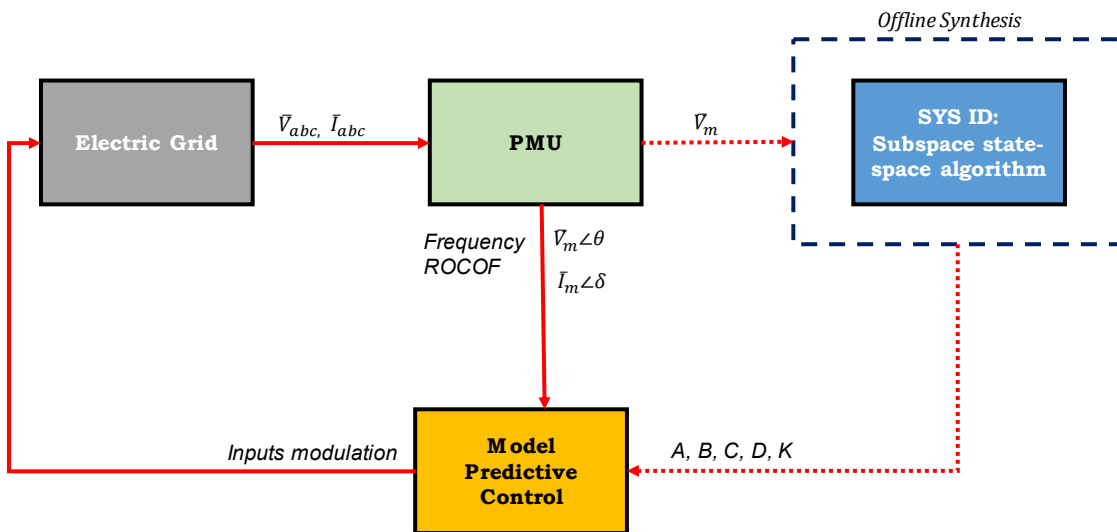 Offline Synthesis
Electric Grid
V̄abc, Īabc
PMU
V̄m
SYS ID:
Subspace state-
space algorithm
Frequency
ROCOF
V̄m∠θ
Īm∠δ
Inputs modulation
Model
Predictive
Control
A, B, C, D, K